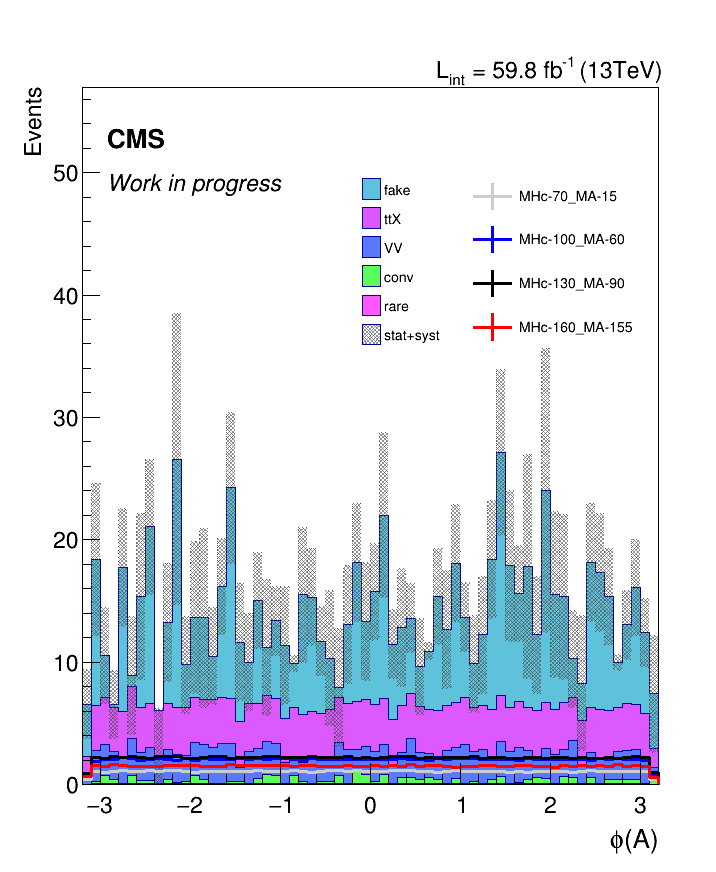 L_int = 59.8 fb^-1 (13TeV)
Events
CMS
Work in progress
fake
ttX
VV
conv
rare
stat+syst
MHc-70_MA-15
MHc-100_MA-60
MHc-130_MA-90
MHc-160_MA-155
50
40
30
20
10
0
−3 −2 −1 0 1 2 3
ϕ(A)